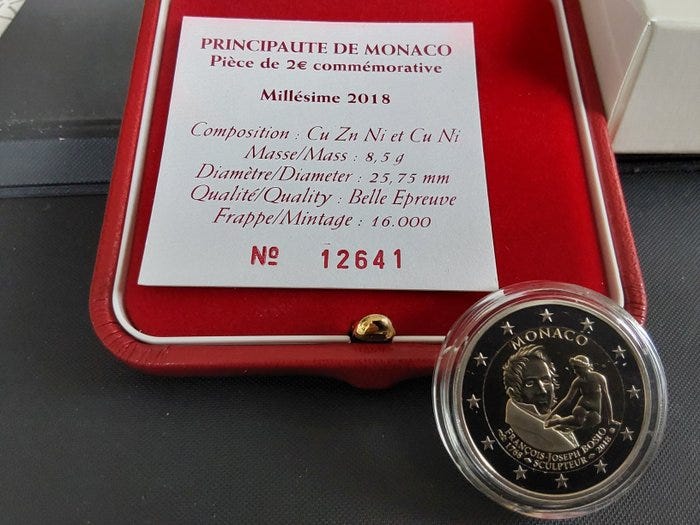 PRINCIPAUTE DE MONACO
Pièce de 2€ commémorative
Millésime 2018
Composition : Cu Zn Ni et Cu Ni
Masse/Mass : 8,5 g
Diamètre/Diameter : 25,75 mm
Qualité/Quality : Belle Epreuve
Frappe/Mintage : 16.000
Nº 12641
MONACO
FRANÇOIS-JOSEPH BOSIO
1768 SCULPTEUR 2018